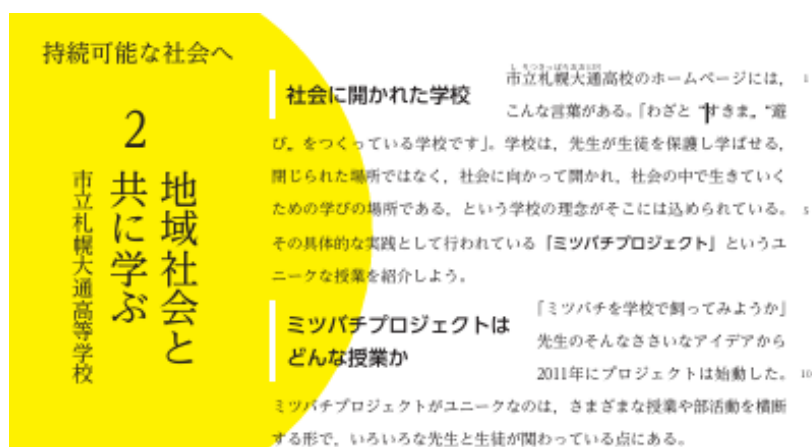 持続可能な社会へ
2
地域社会と
共に学ぶ
市立札幌大通高等学校
社会に開かれた学校
市立札幌大通高校のホームページには，
こんな言葉がある。「わざと “すきま„ “遊
び„ をつくっている学校です」。学校は，先生が生徒を保護し学ばせる，
閉じられた場所ではなく，社会に向かって開かれ，社会の中で生きていく
ための学びの場所である，という学校の理念がそこには込められている。
5
その具体的な実践として行われている「ミツバチプロジェクト」というユ
ニークな授業を紹介しよう。
ミツバチプロジェクトは
どんな授業か
「ミツバチを学校で飼ってみようか」
先生のそんなささいなアイデアから
2011年にプロジェクトは始動した。
10
ミツバチプロジェクトがユニークなのは，さまざまな授業や部活動を横断
する形で，いろいろな先生と生徒が関わっている点にある。